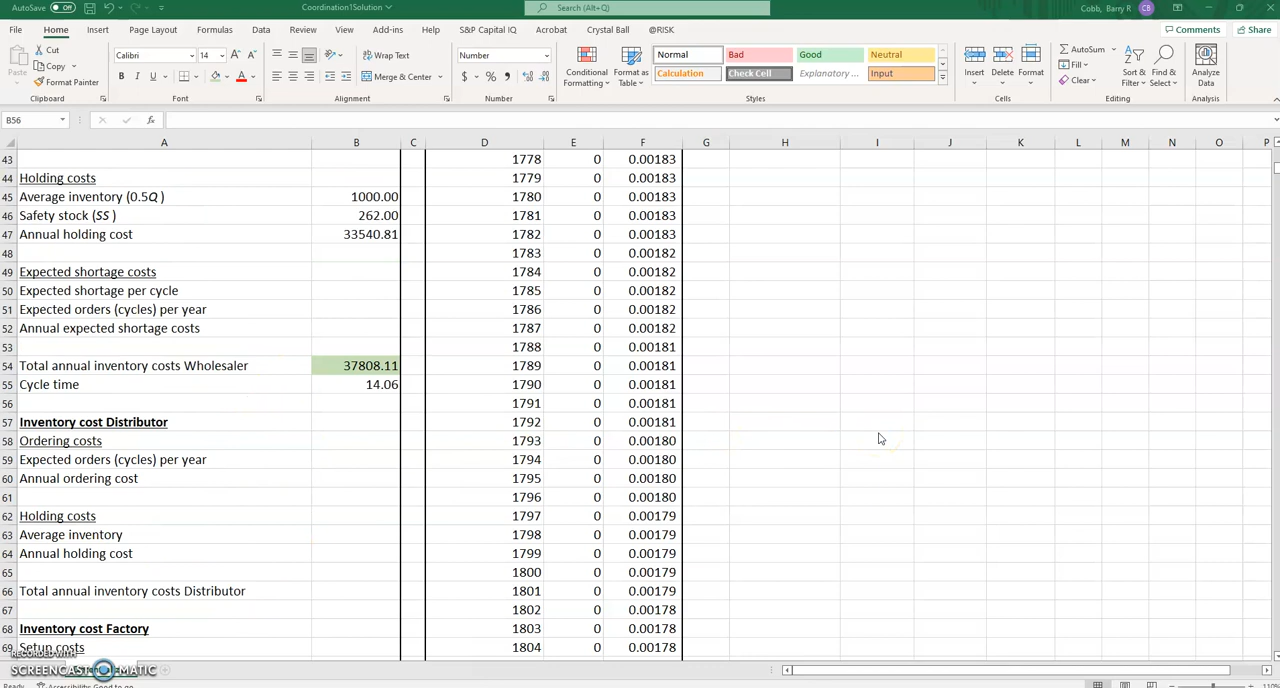 AutoSave Off Coordination1Solution Search (Alt+Q) Cobb, Barry R CB
File Home Insert Page Layout Formulas Data Review View Add-ins Help S&P Capital IQ Acrobat Crystal Ball @RISK Comments Share
Paste Cut Copy Format Painter Calibri 14 Wrap Text Merge & Center Number Conditional Formatting Format as Table Normal Bad Good Neutral Calculation Check Cell Explanatory ... Input Insert Delete Format AutoSum Fill Clear Sort & Filter Find & Select Analyze Data
Clipboard Font Alignment Number Styles Cells Editing Analysis
B56 fx
A B C D E F G H I J K L M N O P
43 1778 0 0.00183
44 Holding costs 1779 0 0.00183
45 Average inventory (0.5Q ) 1000.00 1780 0 0.00183
46 Safety stock (SS ) 262.00 1781 0 0.00183
47 Annual holding cost 33540.81 1782 0 0.00183
48 1783 0 0.00182
49 Expected shortage costs 1784 0 0.00182
50 Expected shortage per cycle 1785 0 0.00182
51 Expected orders (cycles) per year 1786 0 0.00182
52 Annual expected shortage costs 1787 0 0.00182
53 1788 0 0.00181
54 Total annual inventory costs Wholesaler 37808.11 1789 0 0.00181
55 Cycle time 14.06 1790 0 0.00181
56 1791 0 0.00181
57 Inventory cost Distributor 1792 0 0.00181
58 Ordering costs 1793 0 0.00180
59 Expected orders (cycles) per year 1794 0 0.00180
60 Annual ordering cost 1795 0 0.00180
61 1796 0 0.00180
62 Holding costs 1797 0 0.00179
63 Average inventory 1798 0 0.00179
64 Annual holding cost 1799 0 0.00179
65 1800 0 0.00179
66 Total annual inventory costs Distributor 1801 0 0.00179
67 1802 0 0.00178
68 Inventory cost Factory 1803 0 0.00178
69 Setup costs 1804 0 0.00178
RECORDED WITH
SCREENCAST-O-MATIC
Ready Accessibility: Good to go 110%